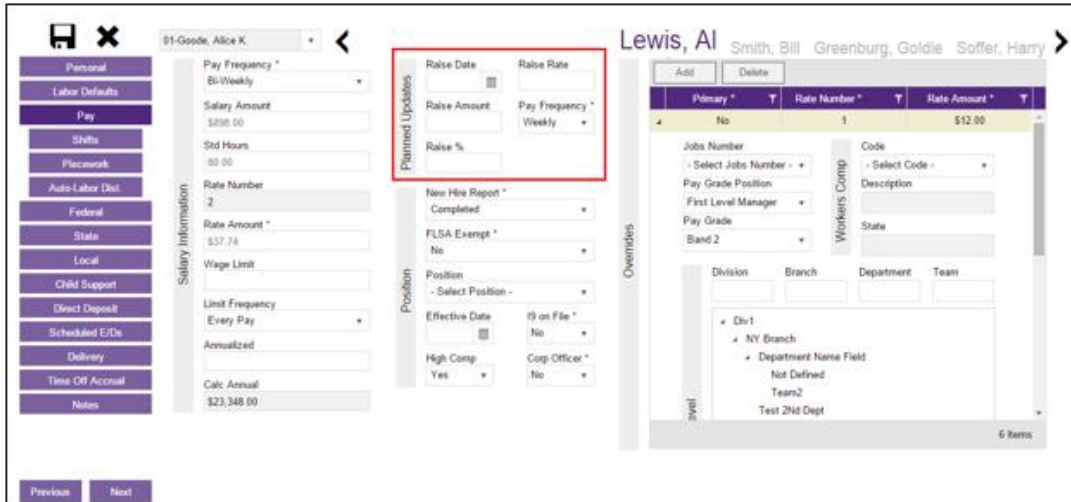 01-Goode, Alice K.
Lewis, Al Smith, Bill Greenburg, Goldie Soffer, Harry
Personal
Labor Defaults
Pay
Shifts
Piecework
Auto-Labor Dist.
Federal
State
Local
Child Support
Direct Deposit
Scheduled E/Ds
Delivery
Time Off Accrual
Notes
Previous Next
Salary Information
Pay Frequency *
Bi-Weekly
Salary Amount
$898.00
Std Hours
80.00
Rate Number
2
Rate Amount *
$37.74
Wage Limit
Limit Frequency
Every Pay
Annualized
Calc Annual
$23,348.00
Planned Updates
Raise Date Raise Rate
Raise Amount Pay Frequency *
Weekly
Raise %
Position
New Hire Report *
Completed
FLSA Exempt *
No
Position
- Select Position -
Effective Date I9 on File *
No
High Comp Corp Officer *
Yes No
Overrides
Add Delete
Primary * Rate Number * Rate Amount *
No 1 $12.00
Jobs Number
- Select Jobs Number -
Pay Grade Position
First Level Manager
Pay Grade
Band 2
Workers Comp
Code
- Select Code -
Description
State
Division Branch Department Team
Div1
NY Branch
Department Name Field
Not Defined
Team2
Test 2Nd Dept
6 items